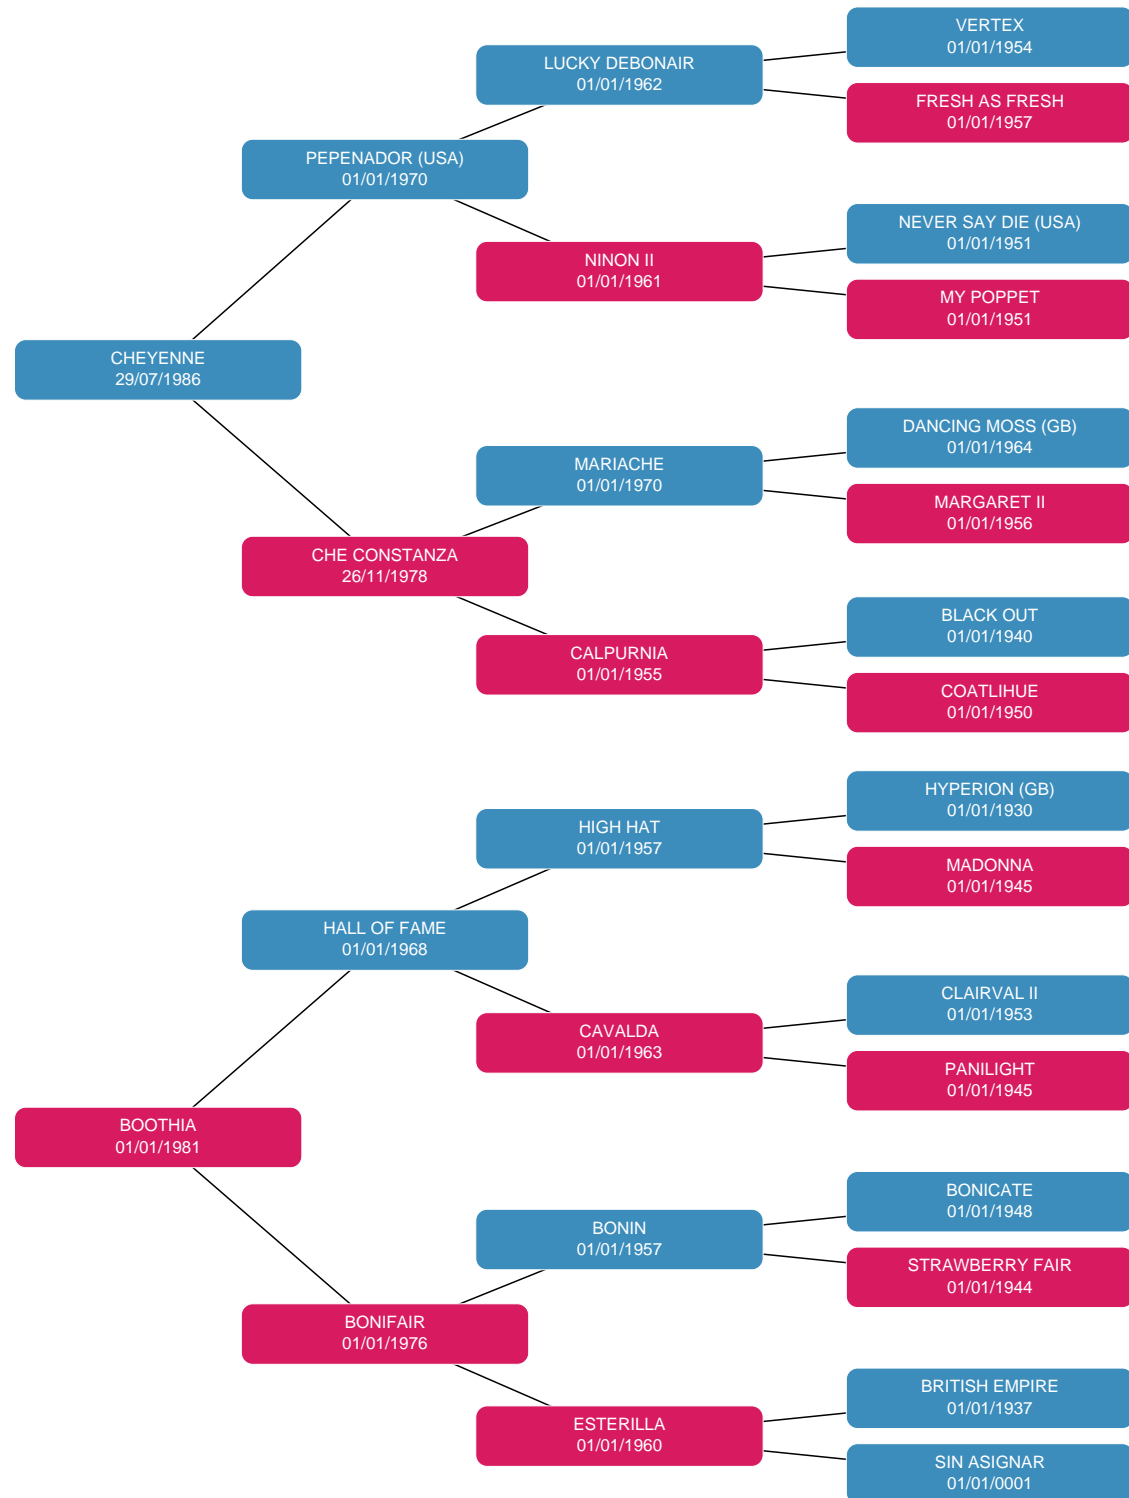 VERTEX
01/01/1954
LUCKY DEBONAIR
01/01/1962
FRESH AS FRESH
01/01/1957
PEPENADOR (USA)
01/01/1970
NEVER SAY DIE (USA)
01/01/1951
NINON II
01/01/1961
MY POPPET
01/01/1951
CHEYENNE
29/07/1986
DANCING MOSS (GB)
01/01/1964
MARIACHE
01/01/1970
MARGARET II
01/01/1956
CHE CONSTANZA
26/11/1978
BLACK OUT
01/01/1940
CALPURNIA
01/01/1955
COATLIHUE
01/01/1950
HYPERION (GB)
01/01/1930
HIGH HAT
01/01/1957
MADONNA
01/01/1945
HALL OF FAME
01/01/1968
CLAIRVAL II
01/01/1953
CAVALDA
01/01/1963
PANILIGHT
01/01/1945
BOOTHIA
01/01/1981
BONICATE
01/01/1948
BONIN
01/01/1957
STRAWBERRY FAIR
01/01/1944
BONIFAIR
01/01/1976
BRITISH EMPIRE
01/01/1937
ESTERILLA
01/01/1960
SIN ASIGNAR
01/01/0001